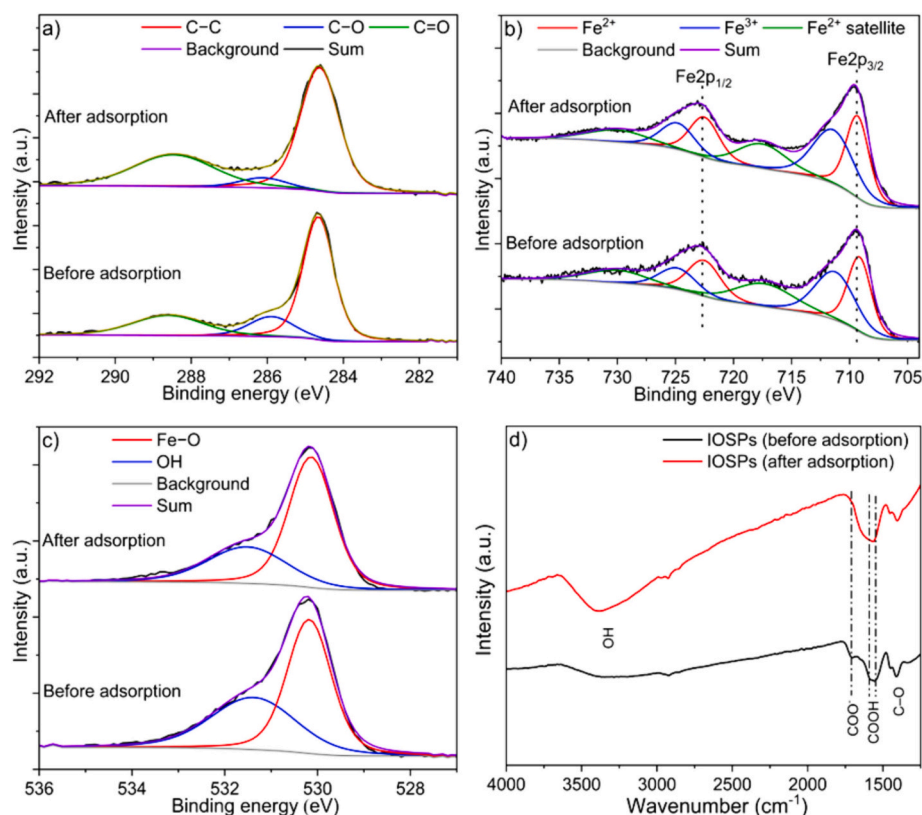 a)
C−C
C−O
C=O
Background
Sum
After adsorption
Before adsorption
Intensity (a.u.)
292 290 288 286 284 282
Binding energy (eV)
b)
Fe²⁺
Fe³⁺
Fe²⁺ satellite
Background
Sum
Fe2p₁/₂
Fe2p₃/₂
After adsorption
Before adsorption
Intensity (a.u.)
740 735 730 725 720 715 710 705
Binding energy (eV)
c)
Fe−O
OH
Background
Sum
After adsorption
Before adsorption
Intensity (a.u.)
536 534 532 530 528
Binding energy (eV)
d)
IOSPs (before adsorption)
IOSPs (after adsorption)
OH
COO⁻
COOH
C−O
Intensity (a.u.)
4000 3500 3000 2500 2000 1500
Wavenumber (cm⁻¹)